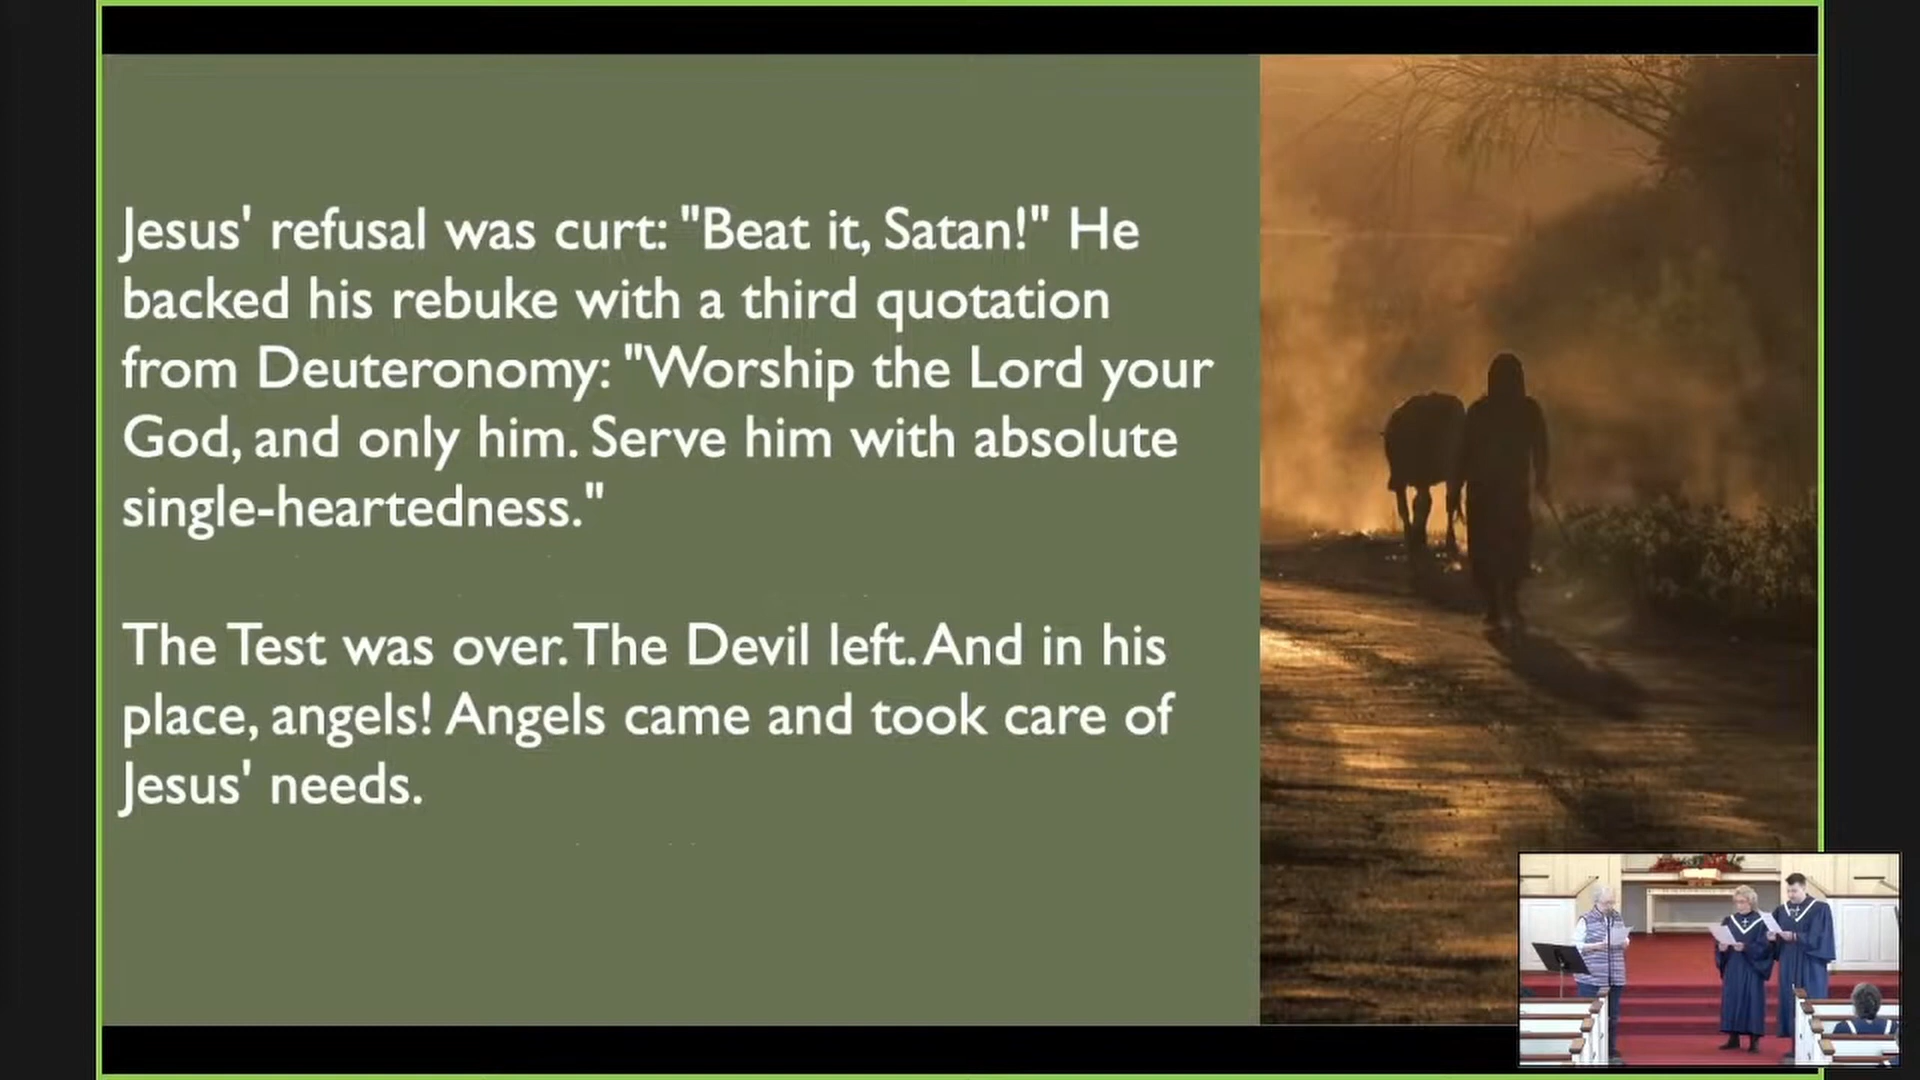 Jesus' refusal was curt: "Beat it, Satan!" He
backed his rebuke with a third quotation
from Deuteronomy: "Worship the Lord your
God, and only him. Serve him with absolute
single-heartedness."
The Test was over. The Devil left. And in his
place, angels! Angels came and took care of
Jesus' needs.